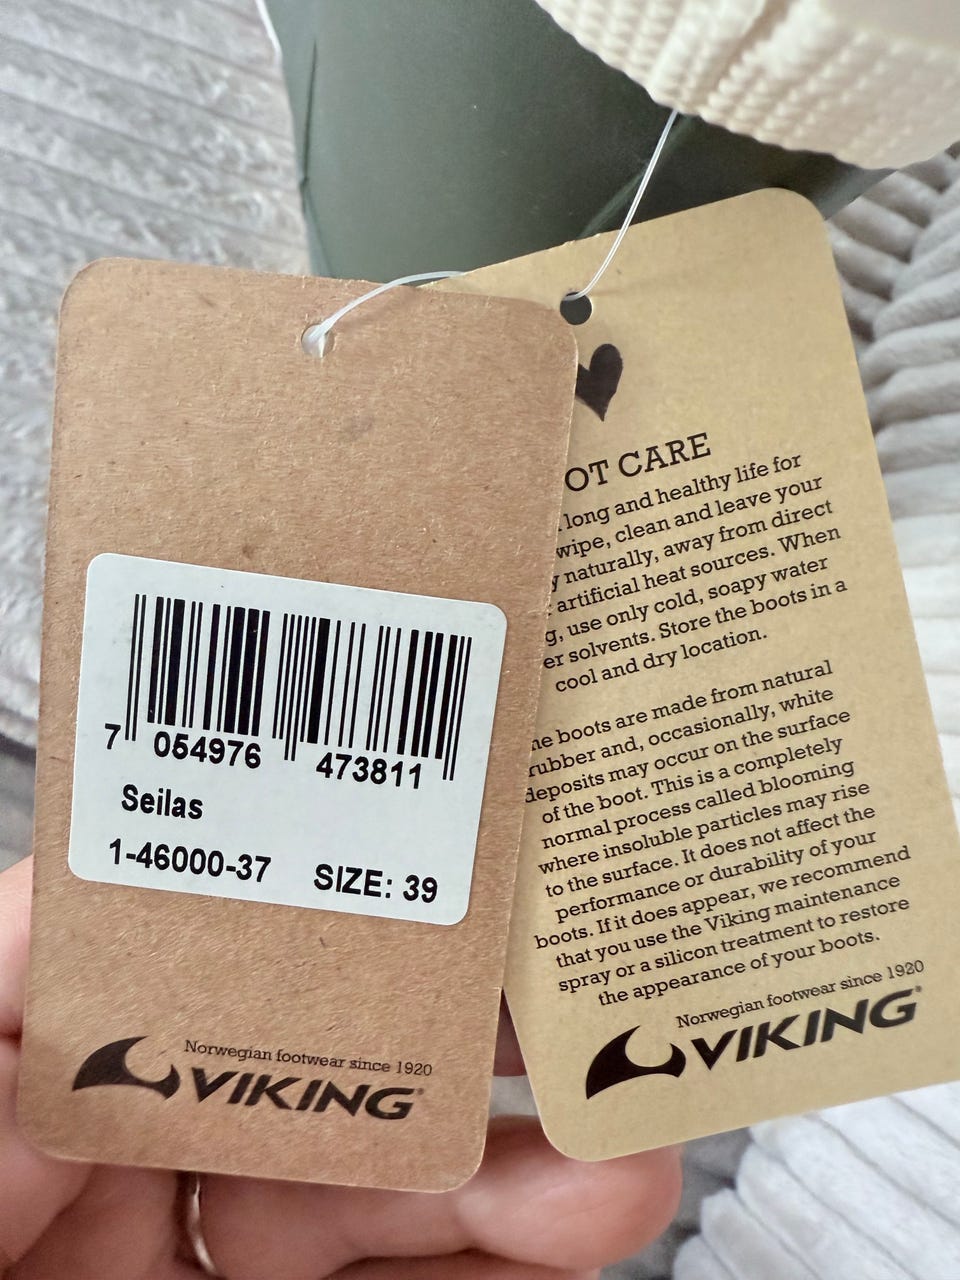 7 054976 473811
Seilas
1-46000-37 SIZE: 39
Norwegian footwear since 1920
VIKING
OT CARE
long and healthy life for
wipe, clean and leave your
y naturally, away from direct
artificial heat sources. When
g, use only cold, soapy water
er solvents. Store the boots in a
cool and dry location.
he boots are made from natural
rubber and, occasionally, white
deposits may occur on the surface
of the boot. This is a completely
normal process called blooming
where insoluble particles may rise
to the surface. It does not affect the
performance or durability of your
boots. If it does appear, we recommend
that you use the Viking maintenance
spray or a silicon treatment to restore
the appearance of your boots.
Norwegian footwear since 1920
VIKING®